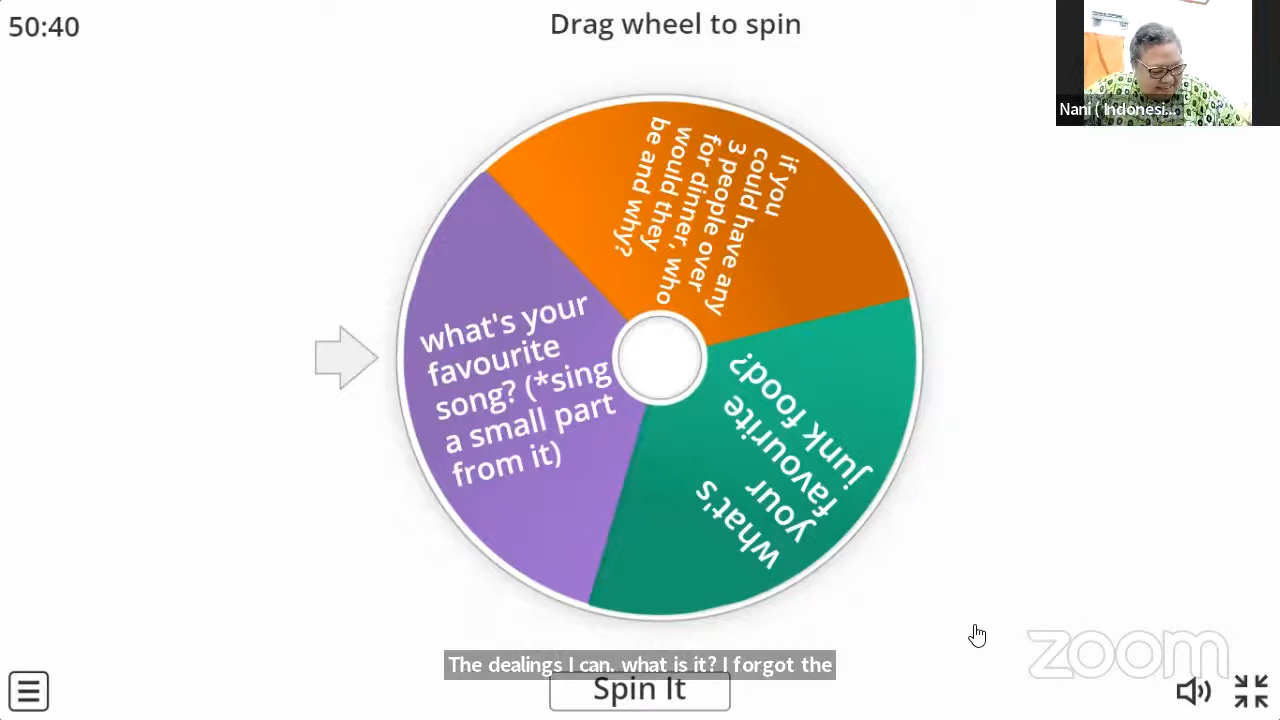 50:40
Drag wheel to spin
Nani ( Indonesi...
if you
could have any
3 people over
for dinner, who
would they
be and why?
what's your
favourite
song? (*sing
a small part
from it)
what's
your
favourite
junk food?
The dealings I can. what is it? I forgot the
Spin It
zoom